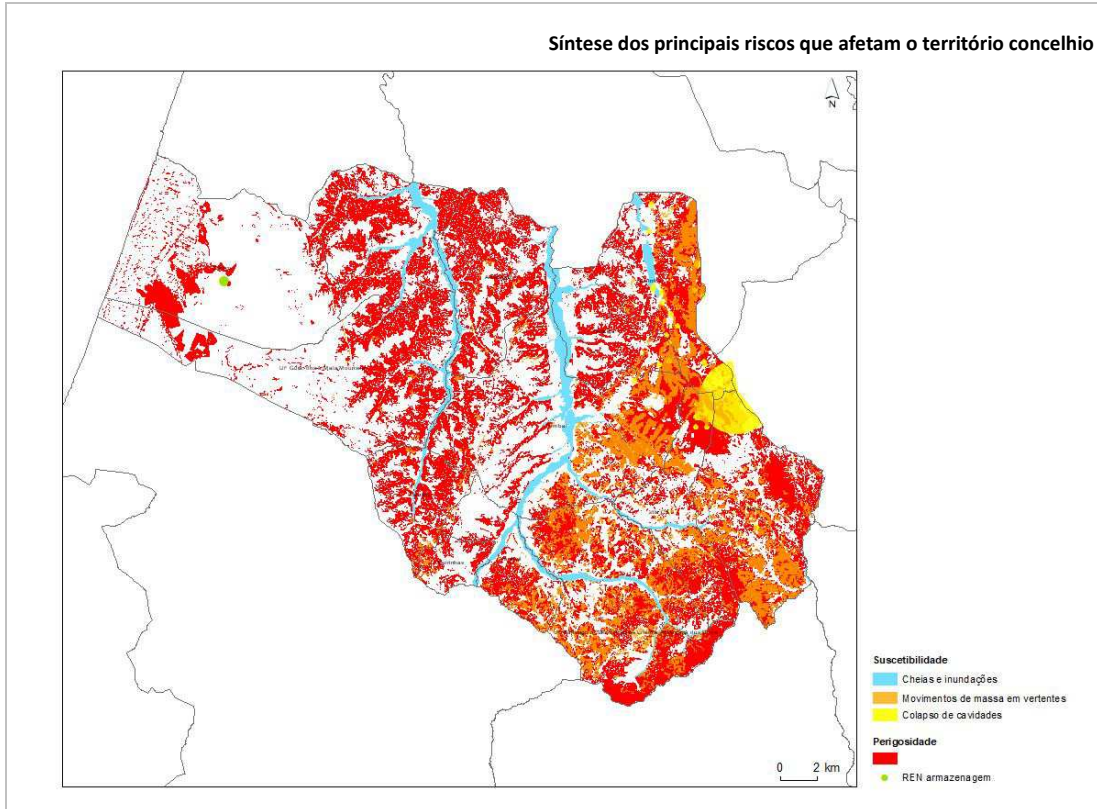 Síntese dos principais riscos que afetam o território concelhio
N
Suscetibilidade
Cheias e inundações
Movimentos de massa em vertentes
Colapso de cavidades
Perigosidade
REN armazenagem
0 2 km